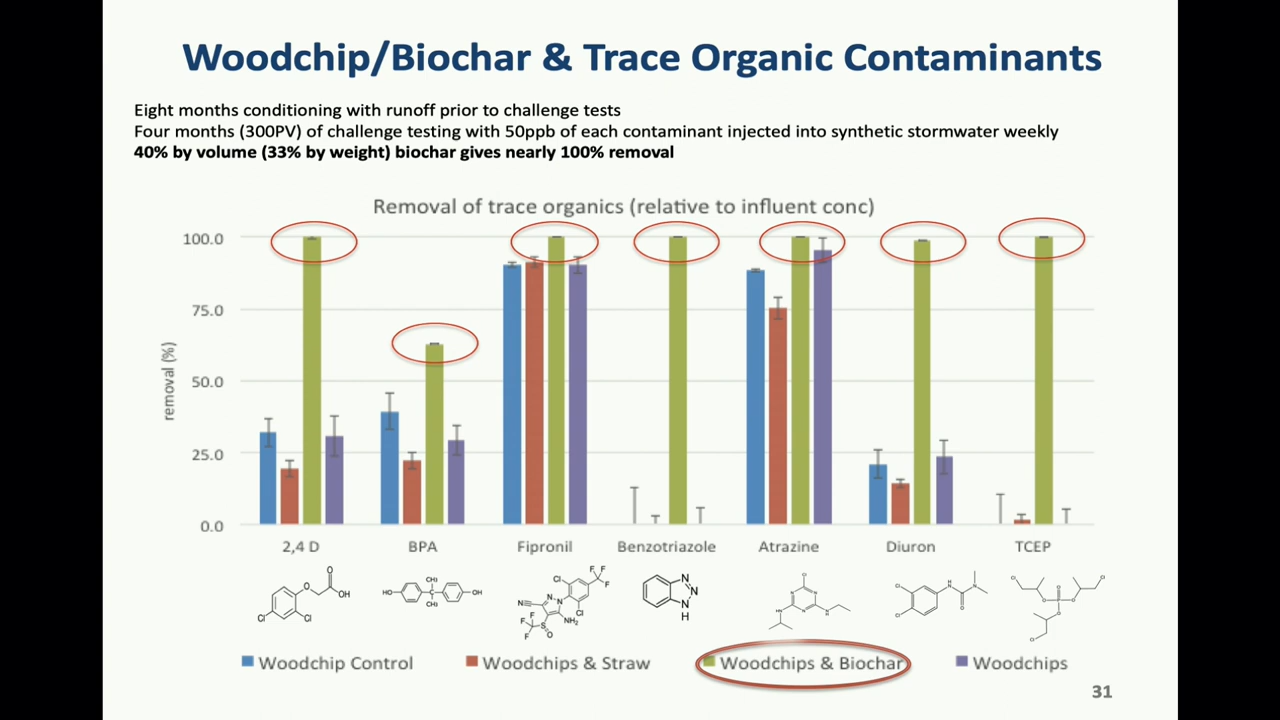 Woodchip/Biochar & Trace Organic Contaminants
Eight months conditioning with runoff prior to challenge tests
Four months (300PV) of challenge testing with 50ppb of each contaminant injected into synthetic stormwater weekly
40% by volume (33% by weight) biochar gives nearly 100% removal
Removal of trace organics (relative to influent conc)
100.0
75.0
50.0
25.0
0.0
removal (%)
2,4 D BPA Fipronil Benzotriazole Atrazine Diuron TCEP
Woodchip Control Woodchips & Straw Woodchips & Biochar Woodchips
31